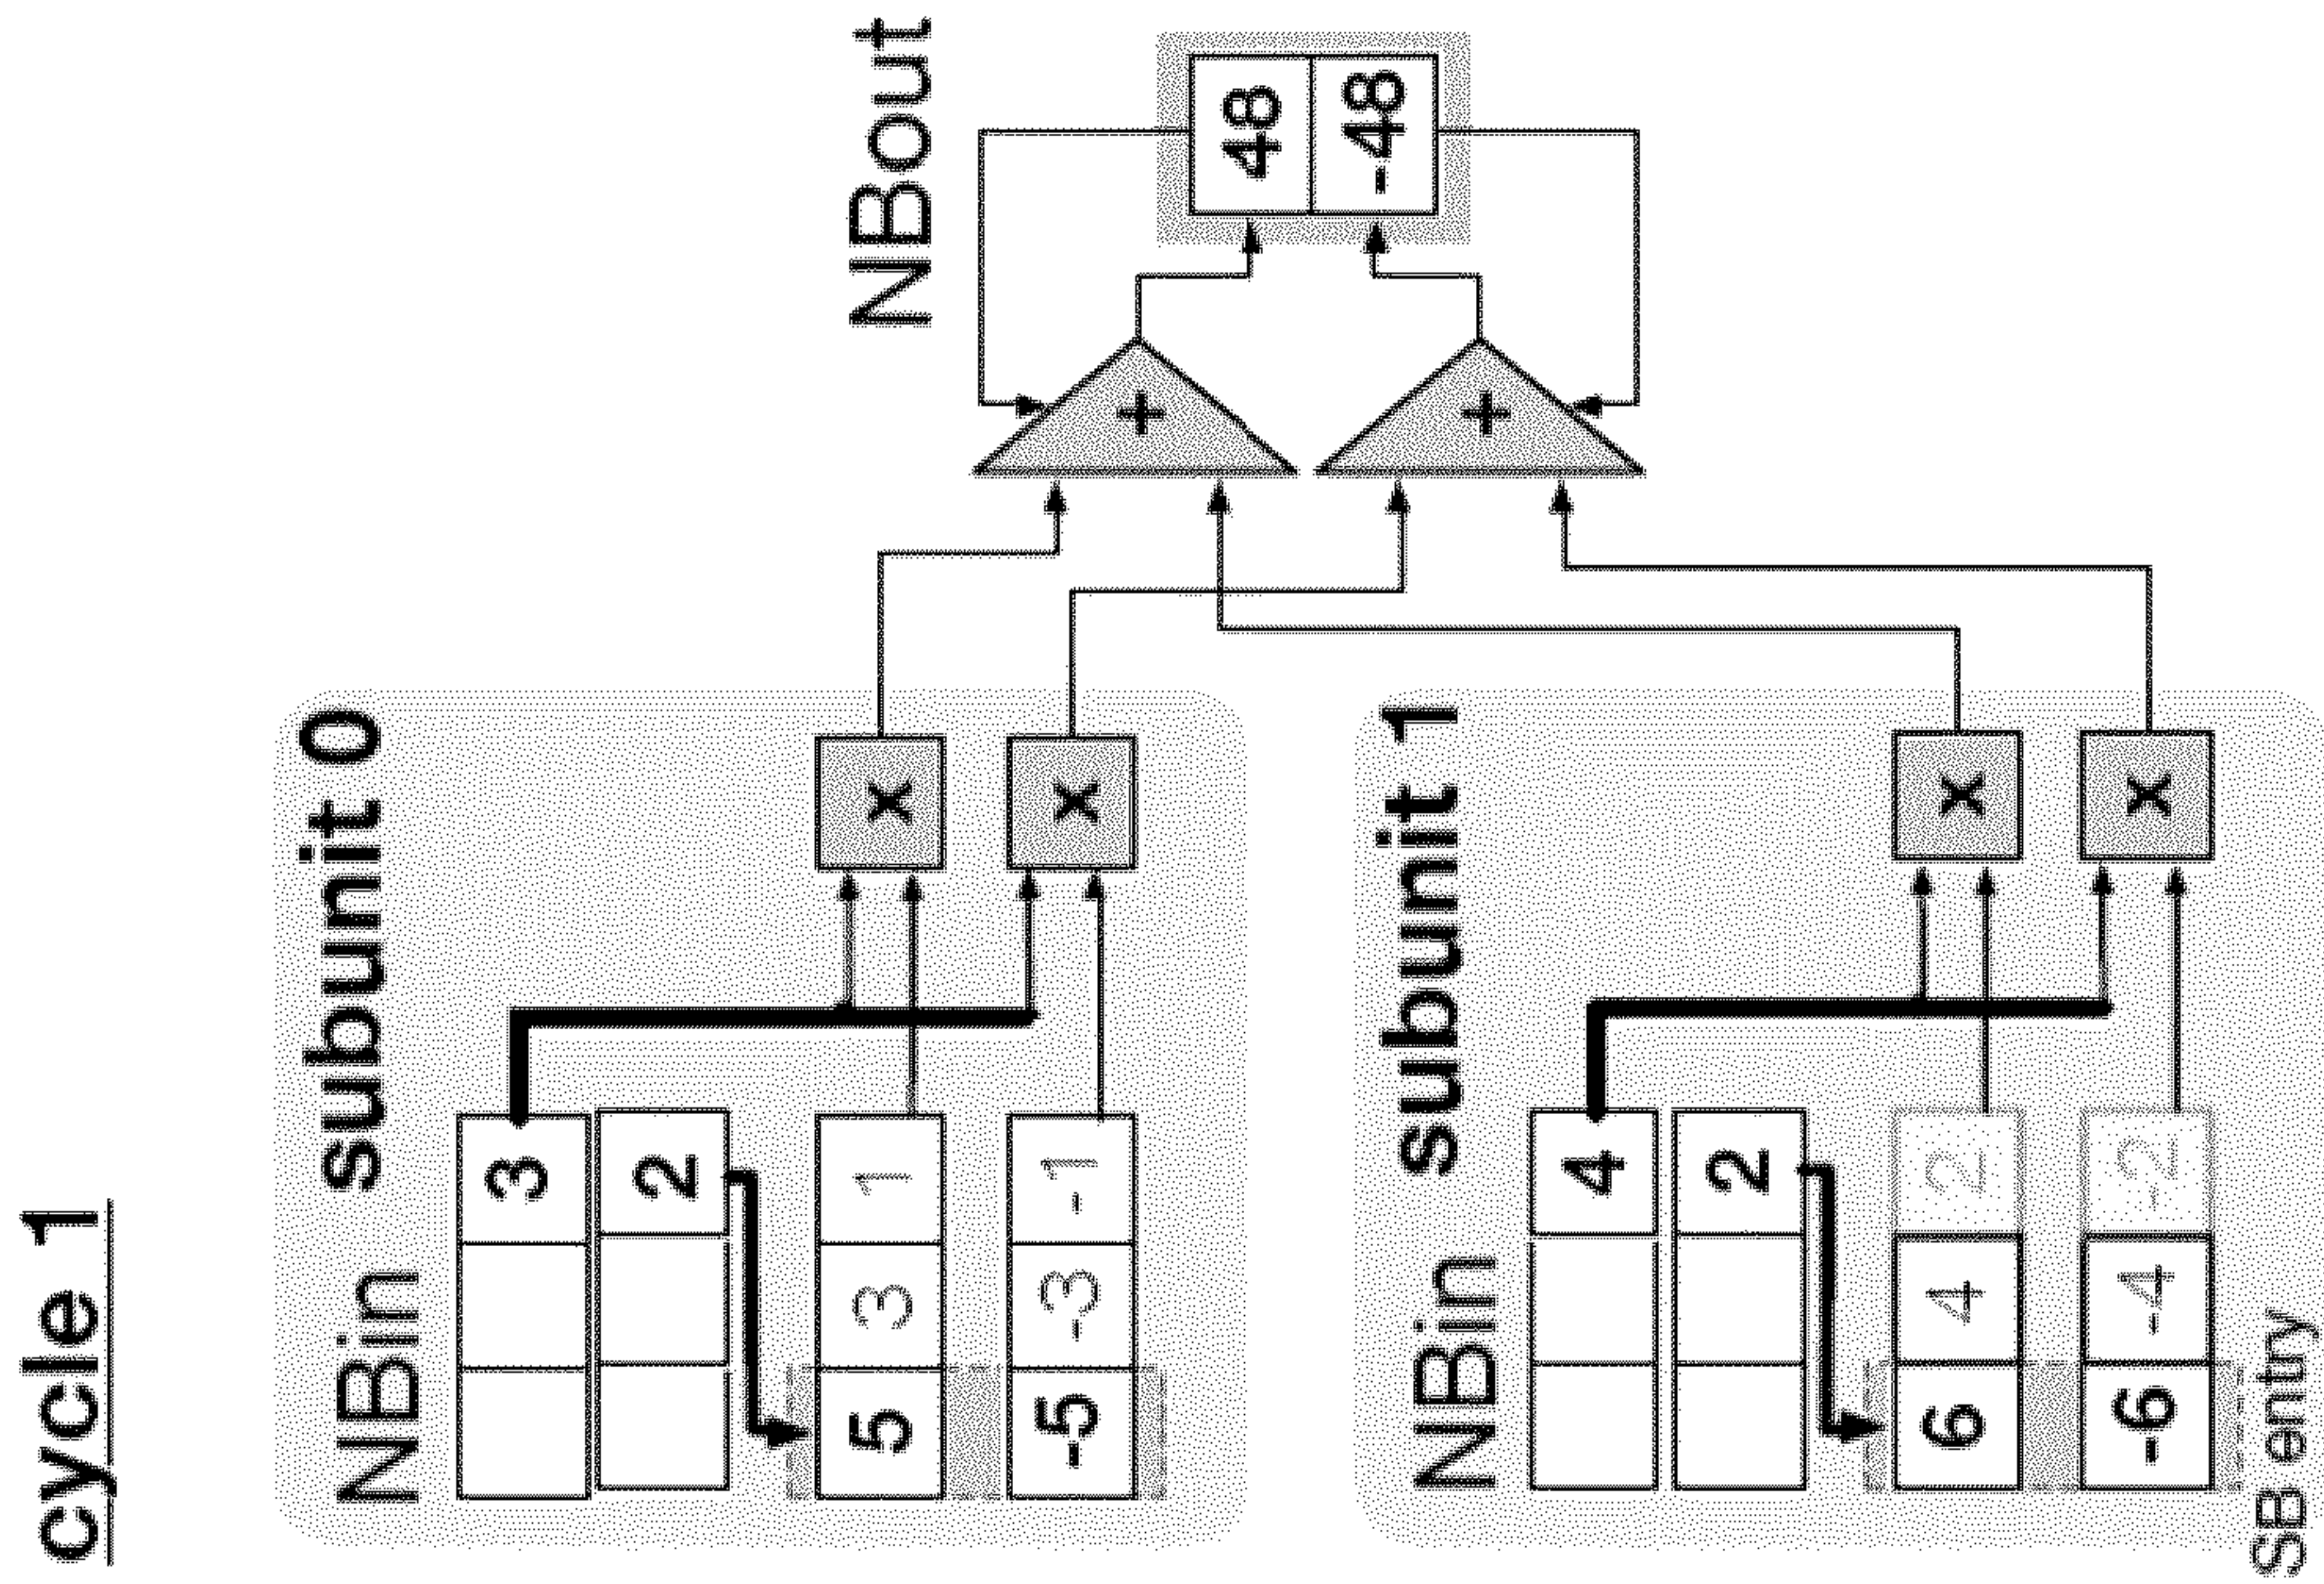 cycle 1
subunit 0
NBin
3
2
5 3 1 x
-5 -3 -1 x
NBout
+
48
-48
+
subunit 1
NBin
4
2
6 4 2 x
-6 -4 -2 x
SB entry